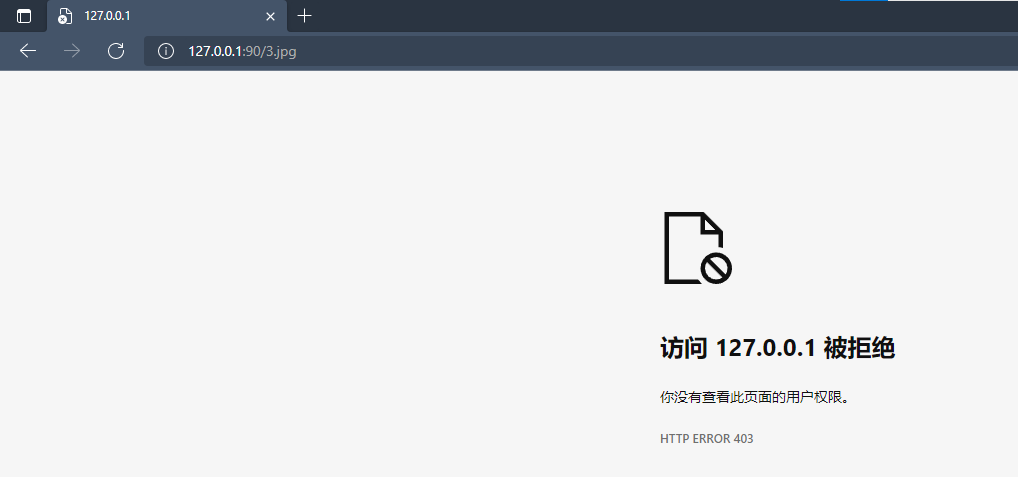 127.0.0.1
127.0.0.1:90/3.jpg
访问 127.0.0.1 被拒绝
你没有查看此页面的用户权限。
HTTP ERROR 403